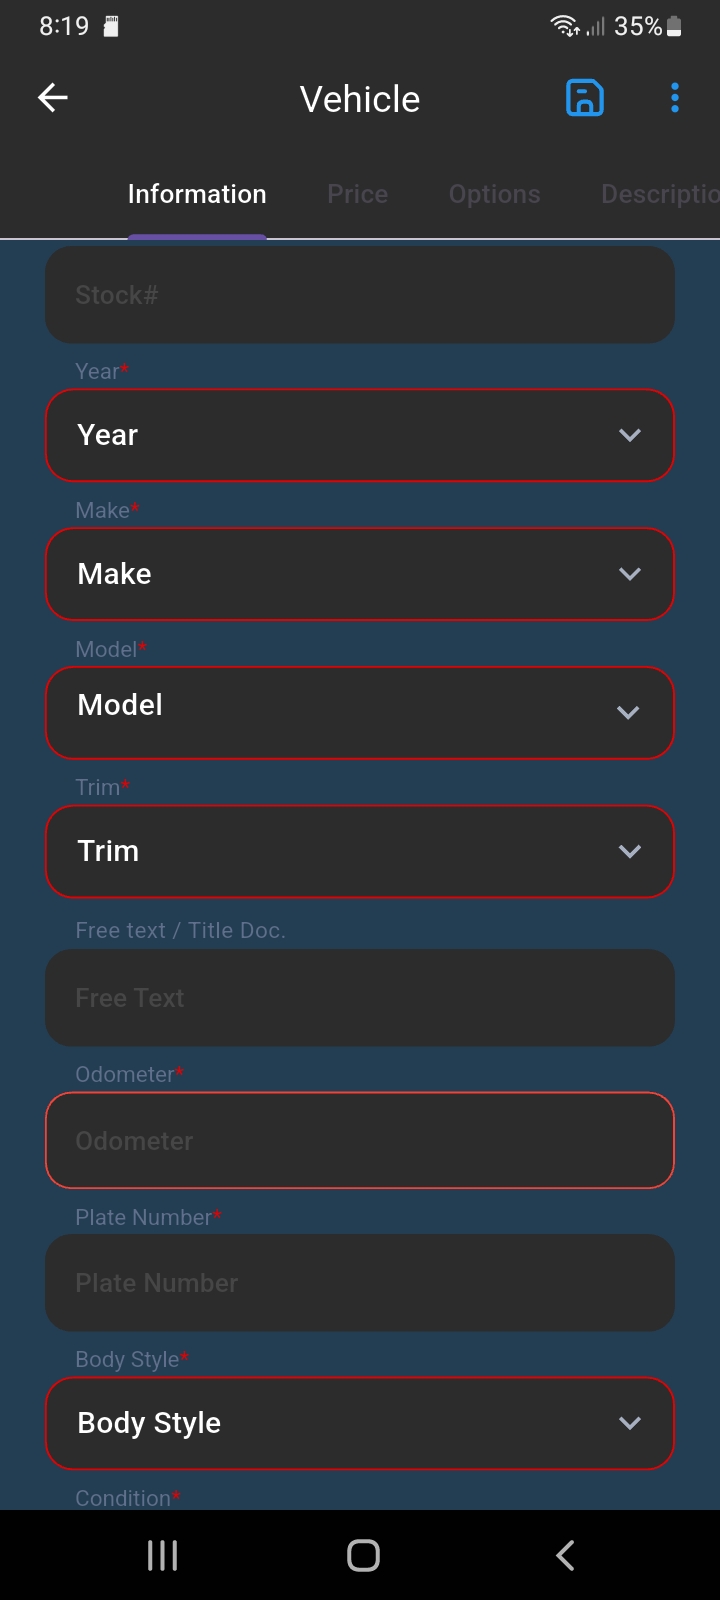 8:19 35%
Vehicle
Information Price Options Descriptio
Stock#
Year*
Year
Make*
Make
Model*
Model
Trim*
Trim
Free text / Title Doc.
Free Text
Odometer*
Odometer
Plate Number*
Plate Number
Body Style*
Body Style
Condition*